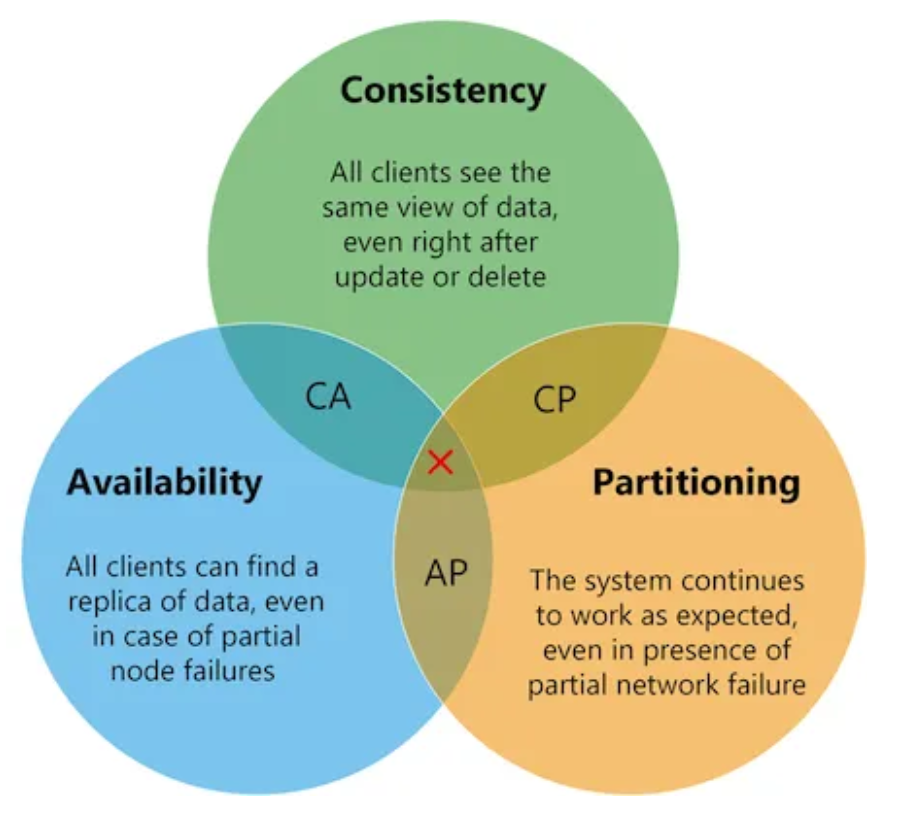 Consistency
All clients see the
same view of data,
even right after
update or delete
CA
CP
Availability
All clients can find a
replica of data, even
in case of partial
node failures
AP
Partitioning
The system continues
to work as expected,
even in presence of
partial network failure